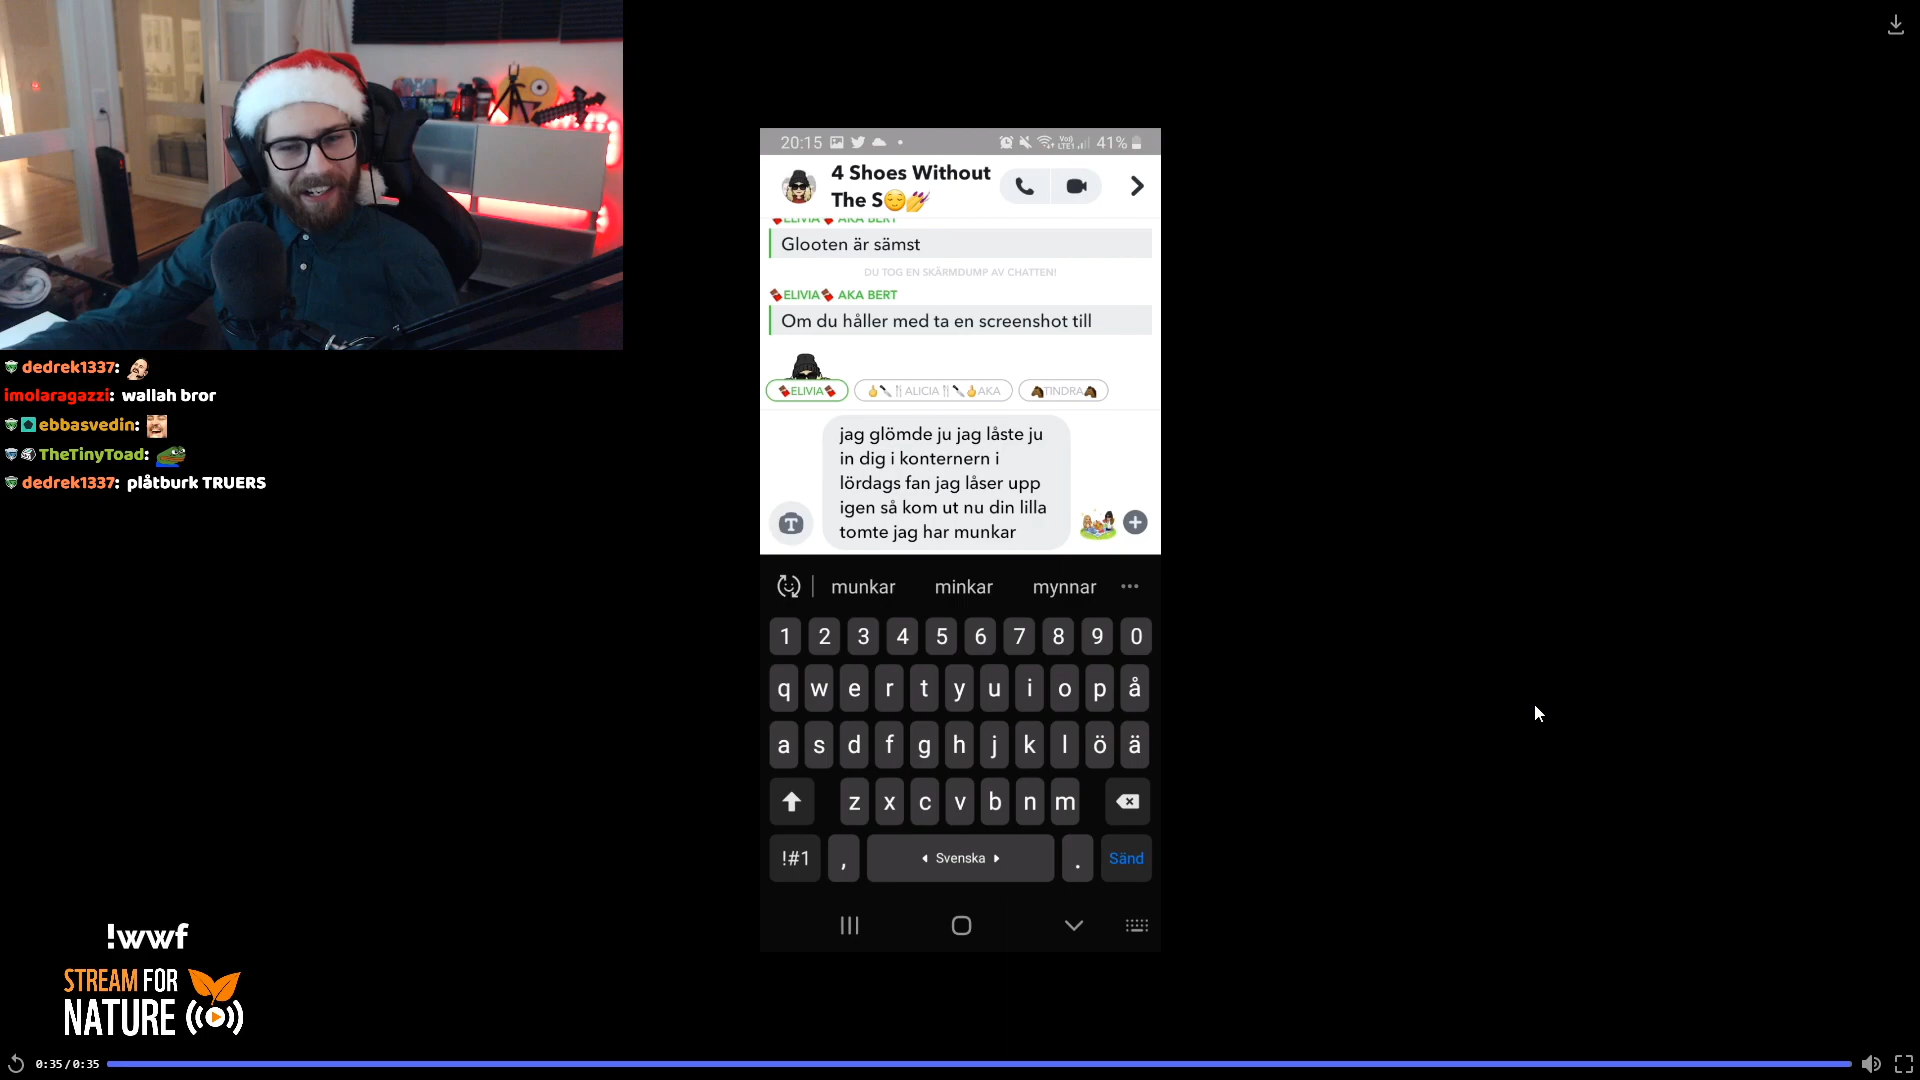 20:15
41%
4 Shoes Without
The S😌💅
🍫ELIVIA🍫 AKA BERT
Glooten är sämst
DU TOG EN SKÄRMDUMP AV CHATTEN!
🍫ELIVIA🍫 AKA BERT
Om du håller med ta en screenshot till
🍫ELIVIA🍫
🖕🔪🍴ALICIA🍴🔪🖕AKA
🐴TINDRA🐴
jag glömde ju jag låste ju
in dig i konternern i
lördags fan jag låser upp
igen så kom ut nu din lilla
tomte jag har munkar
T
munkar minkar mynnar
1 2 3 4 5 6 7 8 9 0
q w e r t y u i o p å
a s d f g h j k l ö ä
z x c v b n m
!#1 , Svenska . Sänd
dedrek1337:
imolaragazzi: wallah bror
ebbasvedin:
TheTinyToad:
dedrek1337: plåtburk TRUERS
!wwf
STREAM FOR
NATURE
0:35/0:35